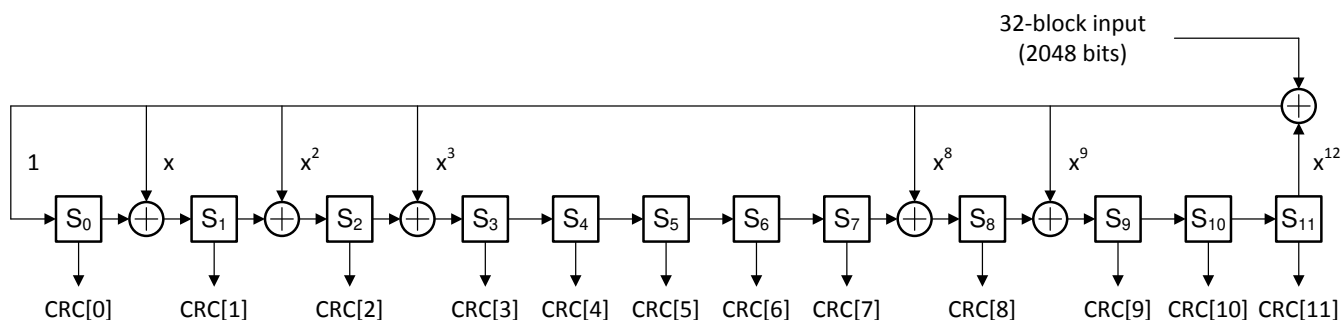 32-block input
(2048 bits)
1 x x² x³ x⁸ x⁹ x¹²
S₀ S₁ S₂ S₃ S₄ S₅ S₆ S₇ S₈ S₉ S₁₀ S₁₁
CRC[0] CRC[1] CRC[2] CRC[3] CRC[4] CRC[5] CRC[6] CRC[7] CRC[8] CRC[9] CRC[10] CRC[11]